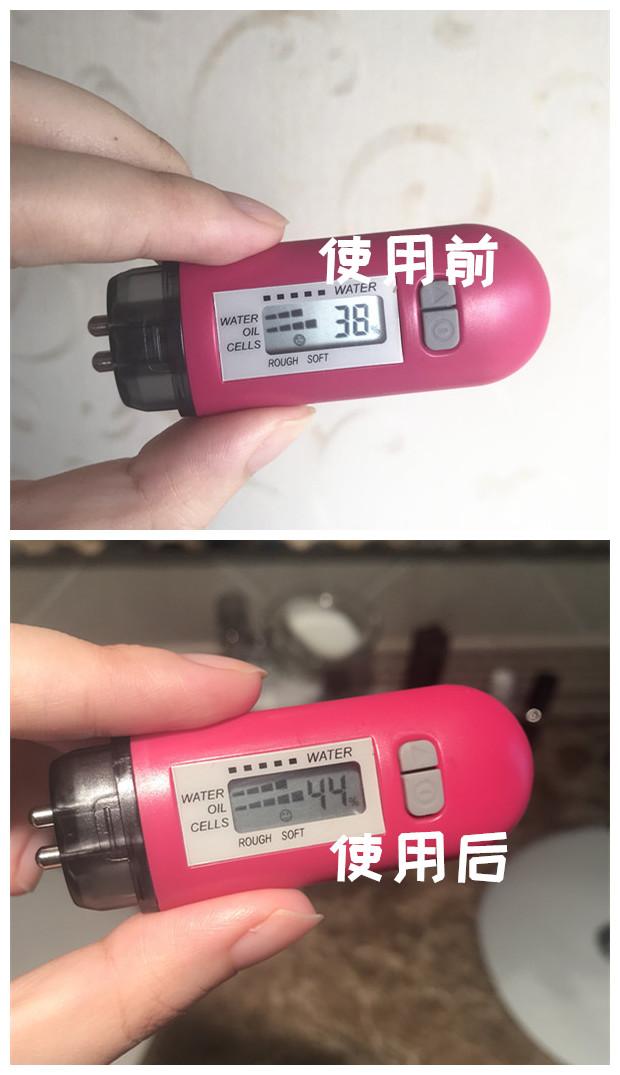 使用前
WATER
WATER
OIL
CELLS
38%
ROUGH SOFT
WATER
WATER
OIL
CELLS
44%
ROUGH SOFT
使用后